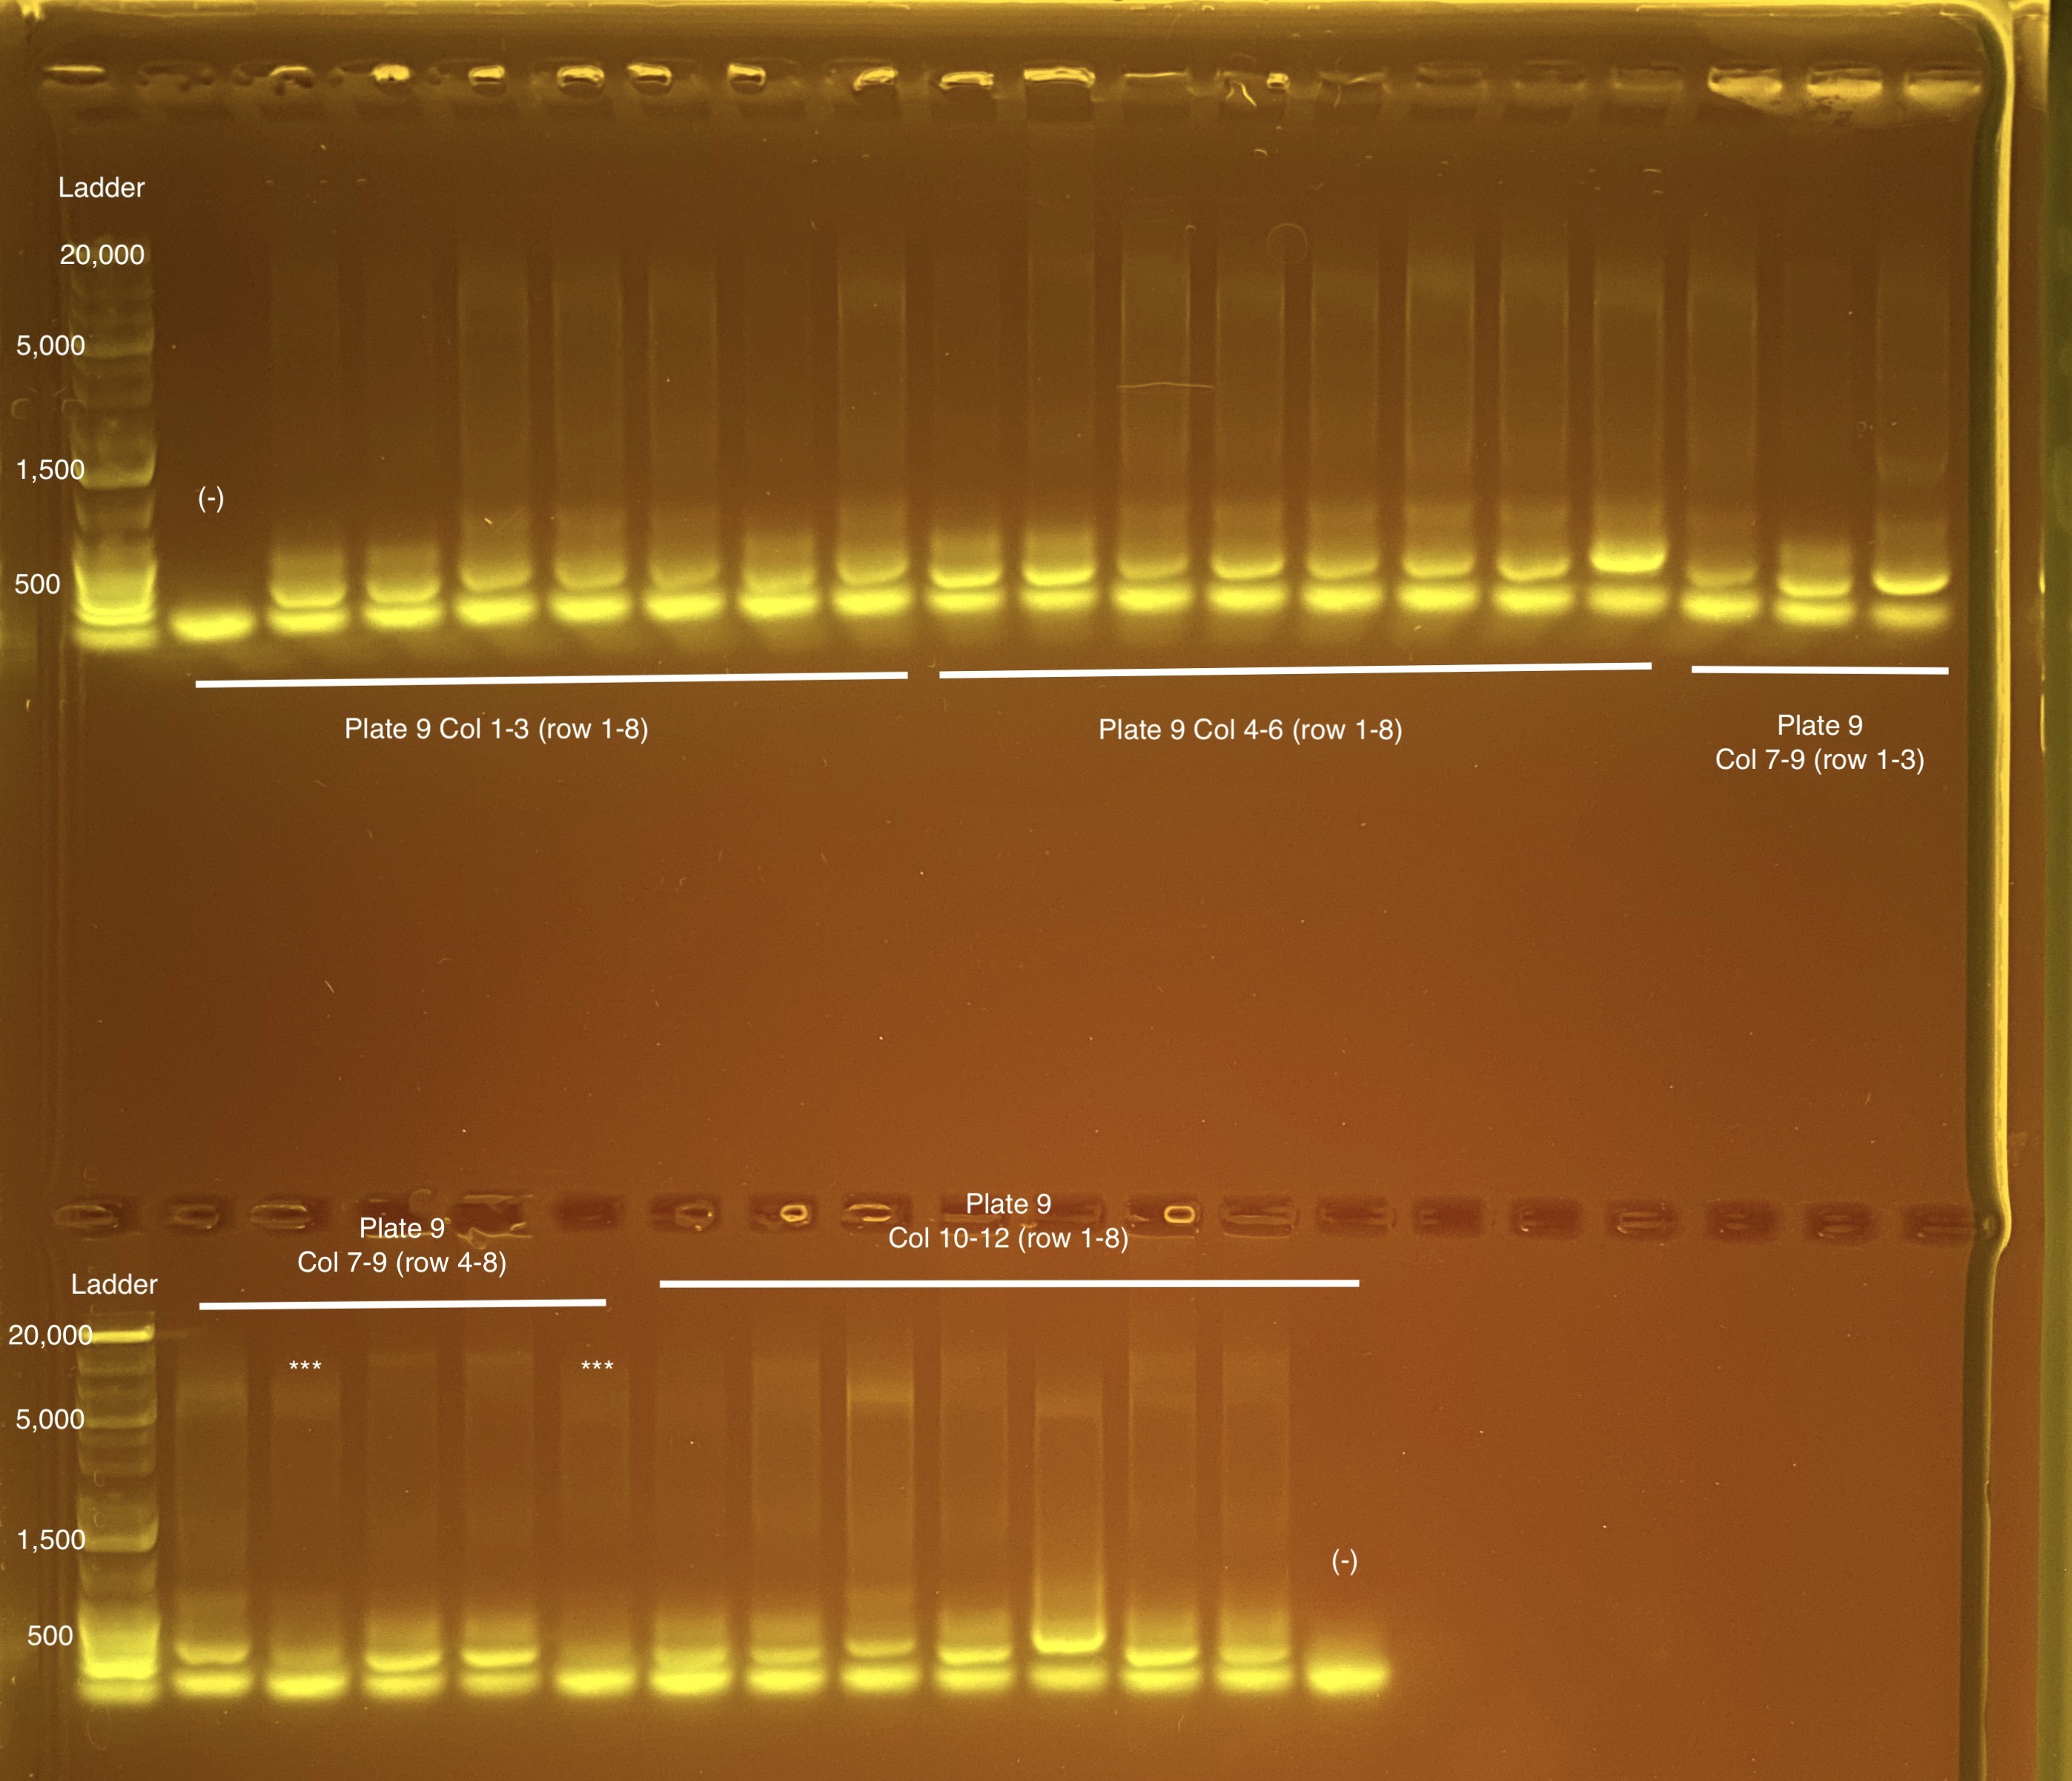 Ladder
20,000
5,000
1,500
(-)
500
Plate 9 Col 1-3 (row 1-8)
Plate 9 Col 4-6 (row 1-8)
Plate 9
Col 7-9 (row 1-3)
Plate 9
Col 7-9 (row 4-8)
Plate 9
Col 10-12 (row 1-8)
Ladder
20,000
***
***
5,000
1,500
(-)
500